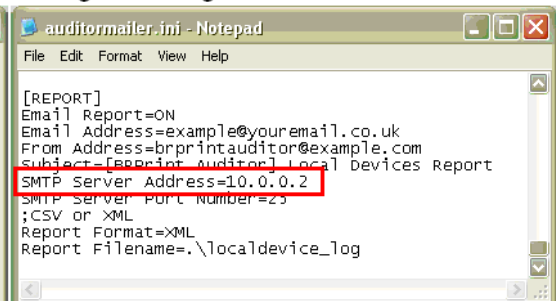 auditormailer.ini - Notepad
File Edit Format View Help
[REPORT]
Email Report=ON
Email Address=example@youremail.co.uk
From Address=brprintauditor@example.com
Subject=[BRPrint Auditor] Local Devices Report
SMTP Server Address=10.0.0.2
SMTP Server Port Number=25
;CSV or XML
Report Format=XML
Report Filename=.\localdevice_log